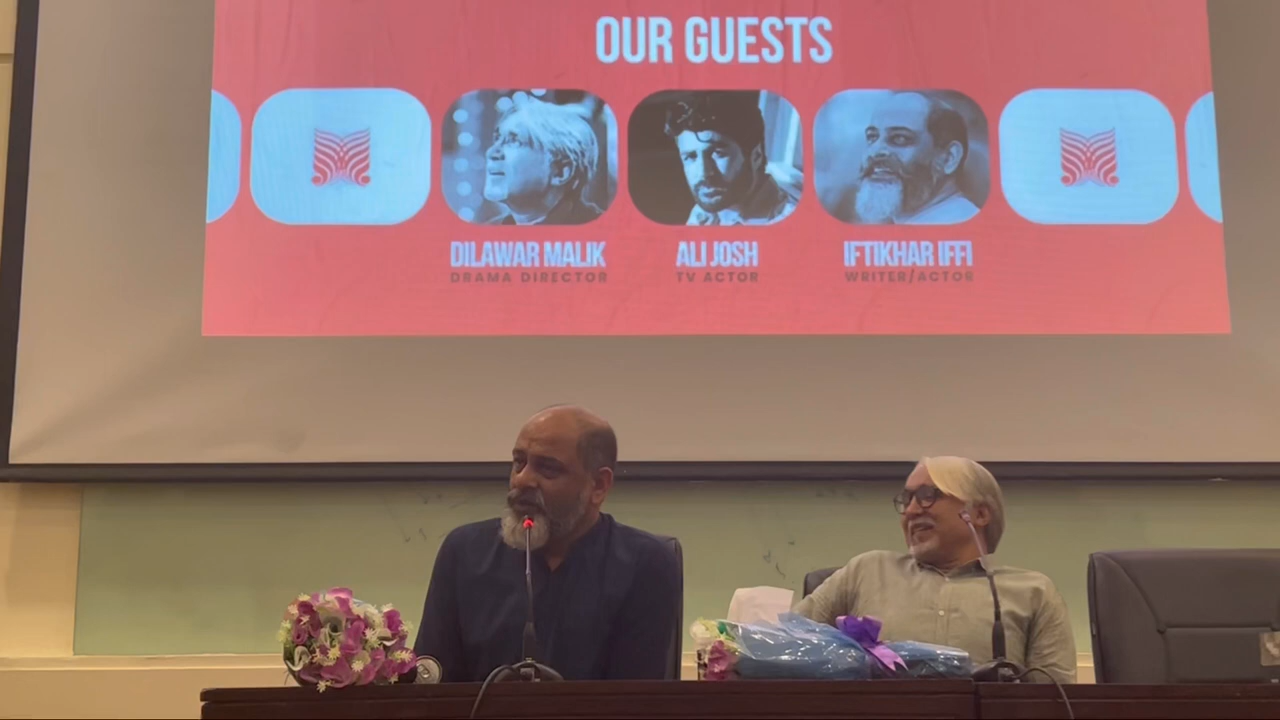 OUR GUESTS
DILAWAR MALIK
DRAMA DIRECTOR
ALI JOSH
TV ACTOR
IFTIKHAR IFFI
WRITER/ACTOR